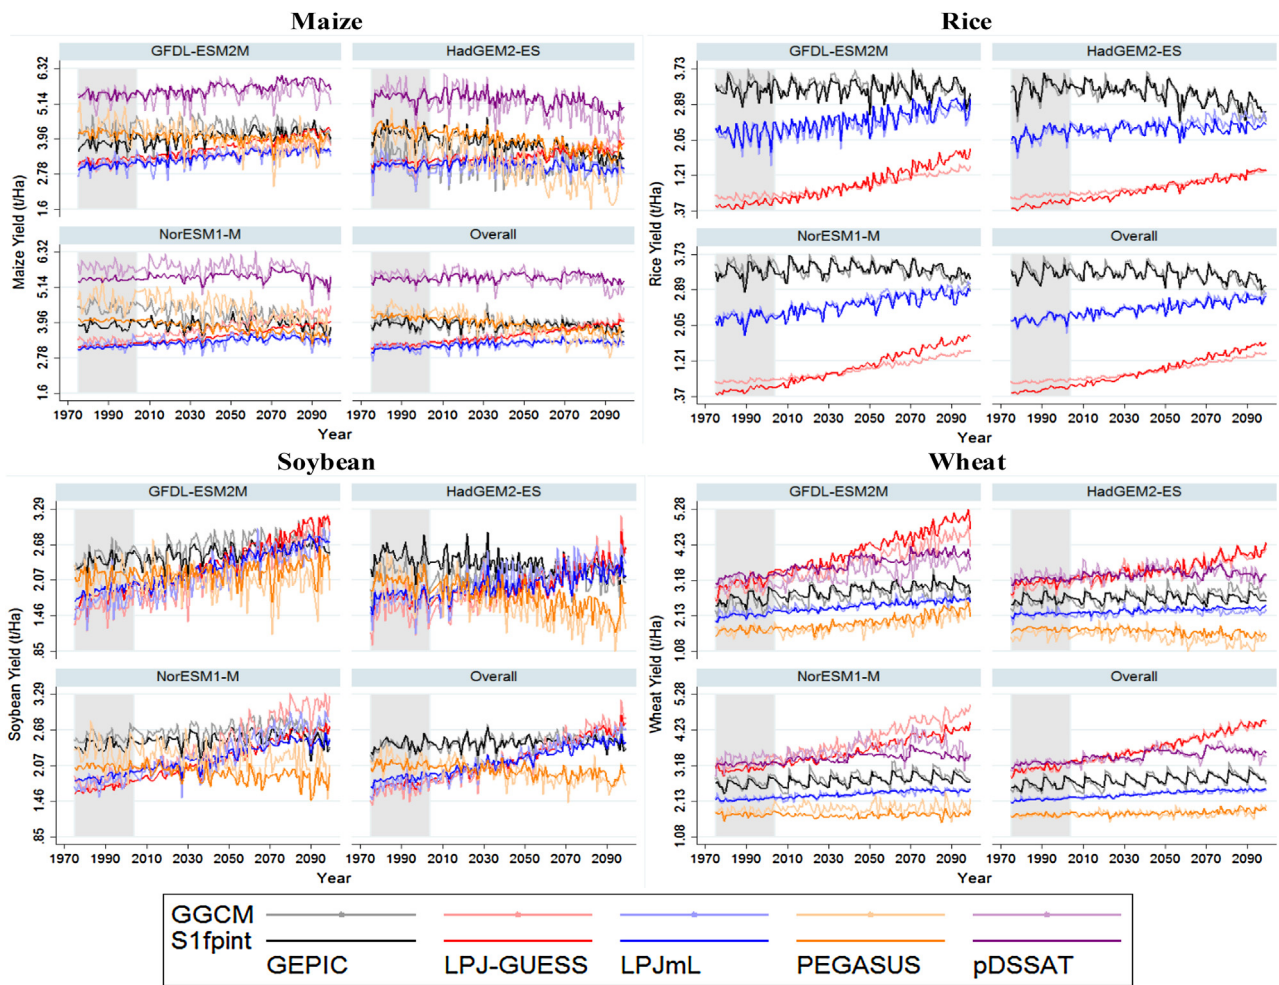 Maize
Rice
GFDL-ESM2M
HadGEM2-ES
GFDL-ESM2M
HadGEM2-ES
6.32
5.14
3.96
2.78
1.6
3.73
2.89
2.05
1.21
.37
NorESM1-M
Overall
NorESM1-M
Overall
Maize Yield (t/Ha)
6.32
5.14
3.96
2.78
1.6
Rice Yield (t/Ha)
3.73
2.89
2.05
1.21
.37
1970 1990 2010 2030 2050 2070 2090 1970 1990 2010 2030 2050 2070 2090
1970 1990 2010 2030 2050 2070 2090 1970 1990 2010 2030 2050 2070 2090
Year
Year
Soybean
Wheat
GFDL-ESM2M
HadGEM2-ES
GFDL-ESM2M
HadGEM2-ES
3.29
2.68
2.07
1.46
.85
5.28
4.23
3.18
2.13
1.08
NorESM1-M
Overall
NorESM1-M
Overall
Soybean Yield (t/Ha)
3.29
2.68
2.07
1.46
.85
Wheat Yield (t/Ha)
5.28
4.23
3.18
2.13
1.08
1970 1990 2010 2030 2050 2070 2090 1970 1990 2010 2030 2050 2070 2090
1970 1990 2010 2030 2050 2070 2090 1970 1990 2010 2030 2050 2070 2090
Year
Year
GGCM
S1fpint
GEPIC LPJ-GUESS LPJmL PEGASUS pDSSAT